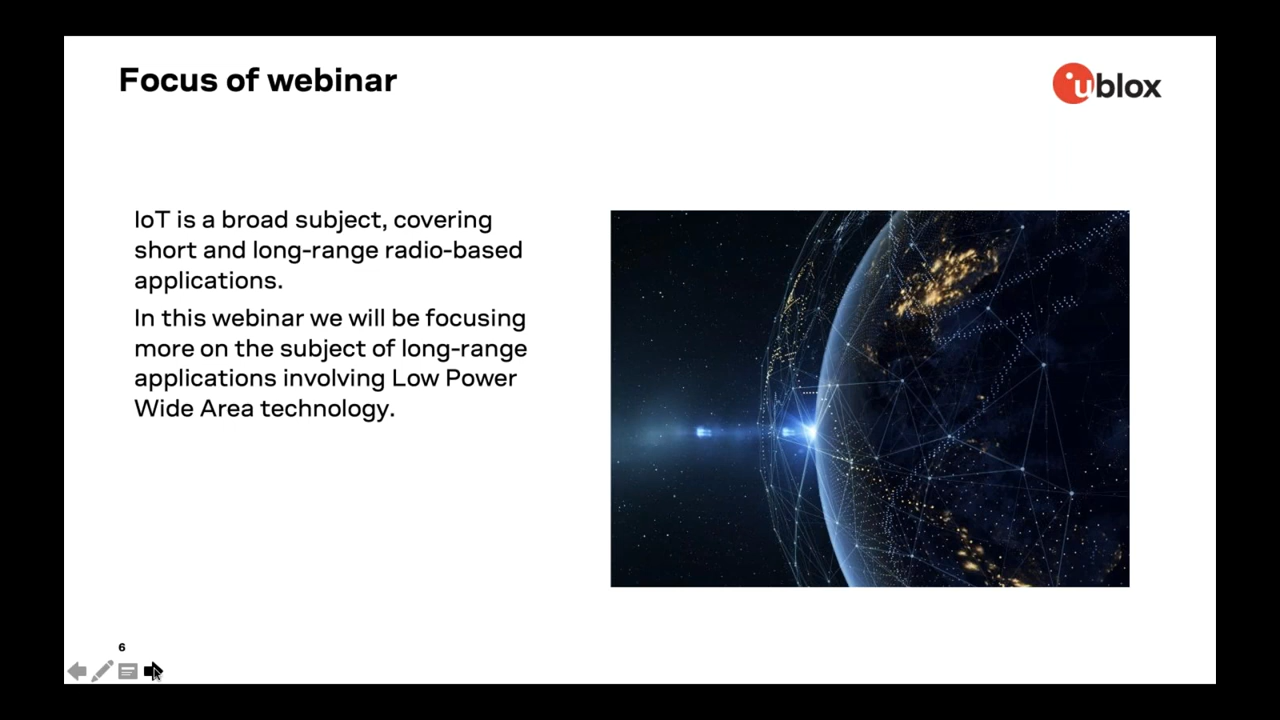 Focus of webinar
ublox
IoT is a broad subject, covering
short and long-range radio-based
applications.
In this webinar we will be focusing
more on the subject of long-range
applications involving Low Power
Wide Area technology.
6